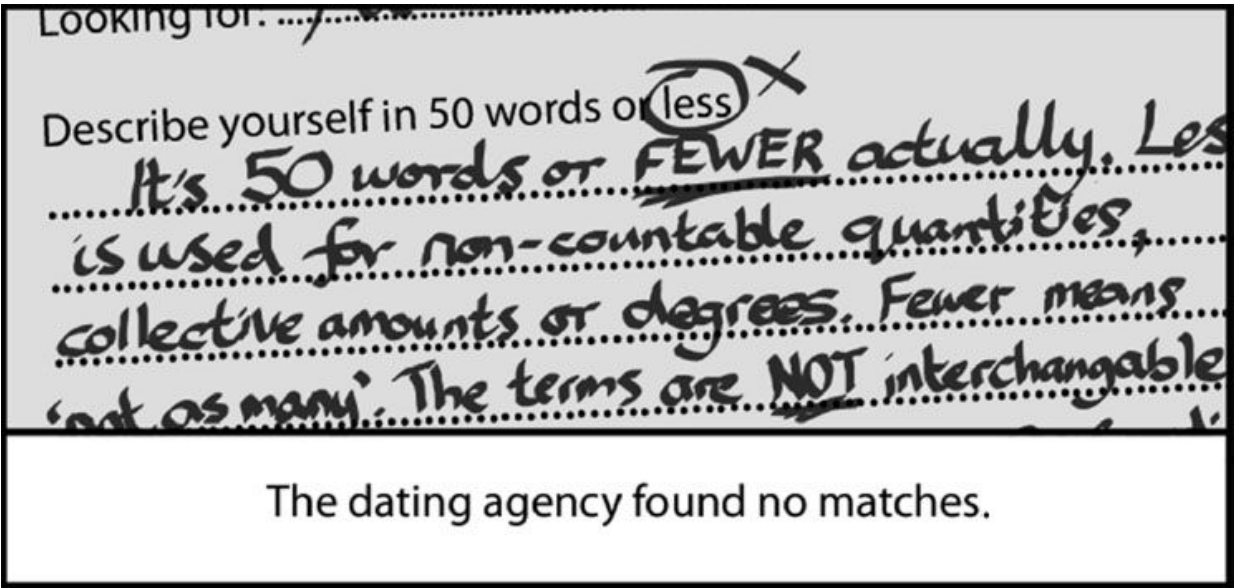 Looking for:
Describe yourself in 50 words or less
It's 50 words or FEWER actually. Les
is used for non-countable quantities,
collective amounts or degrees. Fewer means
'not as many'. The terms are NOT interchangable
The dating agency found no matches.